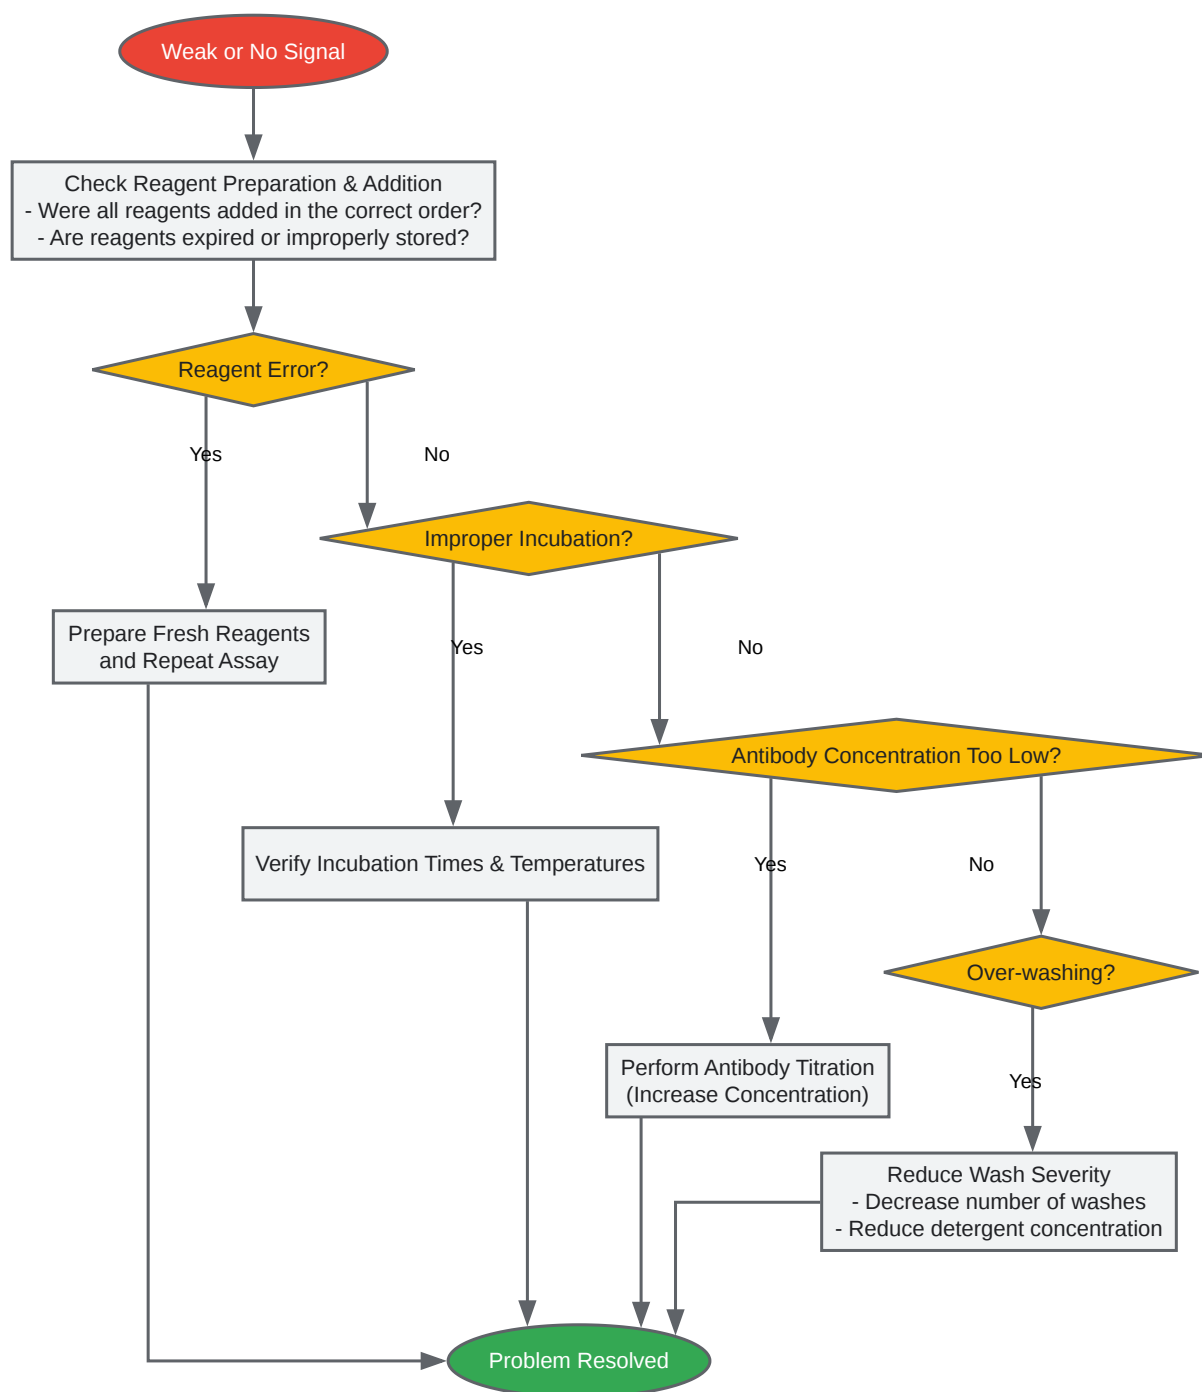 Weak or No Signal
Check Reagent Preparation & Addition
- Were all reagents added in the correct order?
- Are reagents expired or improperly stored?
Reagent Error?
Yes
No
Improper Incubation?
Prepare Fresh Reagents
and Repeat Assay
Yes
No
Antibody Concentration Too Low?
Verify Incubation Times & Temperatures
Yes
No
Over-washing?
Perform Antibody Titration
(Increase Concentration)
Yes
Reduce Wash Severity
- Decrease number of washes
- Reduce detergent concentration
Problem Resolved